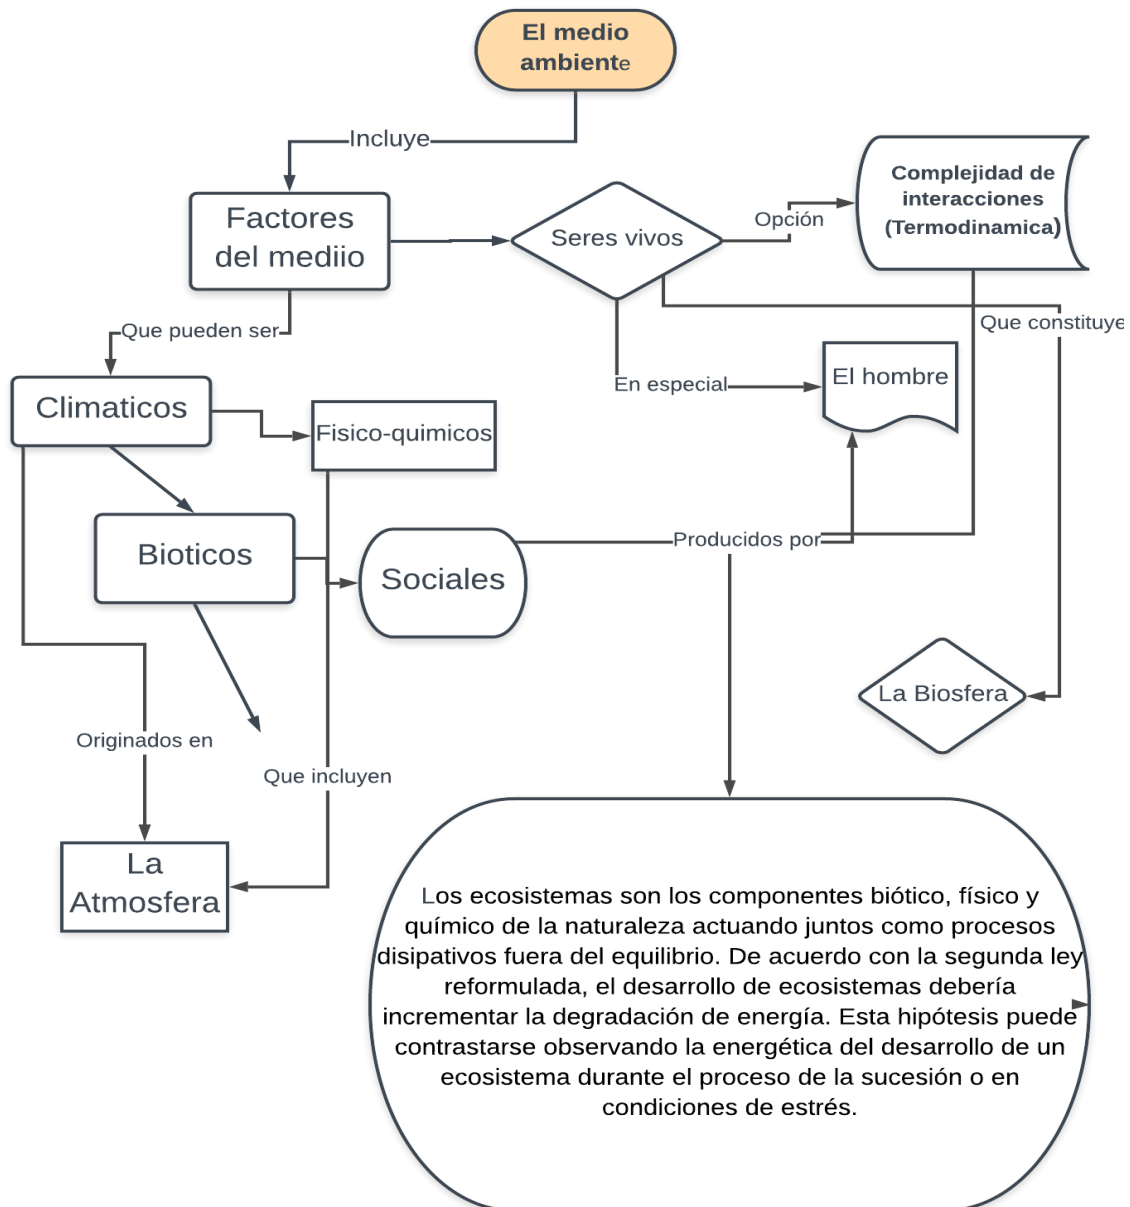 El medio
ambiente
Incluye
Factores
del mediio
Seres vivos
Opción
Complejidad de
interacciones
(Termodinamica)
Que pueden ser
Que constituye
Climaticos
En especial
El hombre
Fisico-quimicos
Bioticos
Sociales
Producidos por
La Biosfera
Originados en
Que incluyen
La
Atmosfera
Los ecosistemas son los componentes biótico, físico y
químico de la naturaleza actuando juntos como procesos
disipativos fuera del equilibrio. De acuerdo con la segunda ley
reformulada, el desarrollo de ecosistemas debería
incrementar la degradación de energía. Esta hipótesis puede
contrastarse observando la energética del desarrollo de un
ecosistema durante el proceso de la sucesión o en
condiciones de estrés.